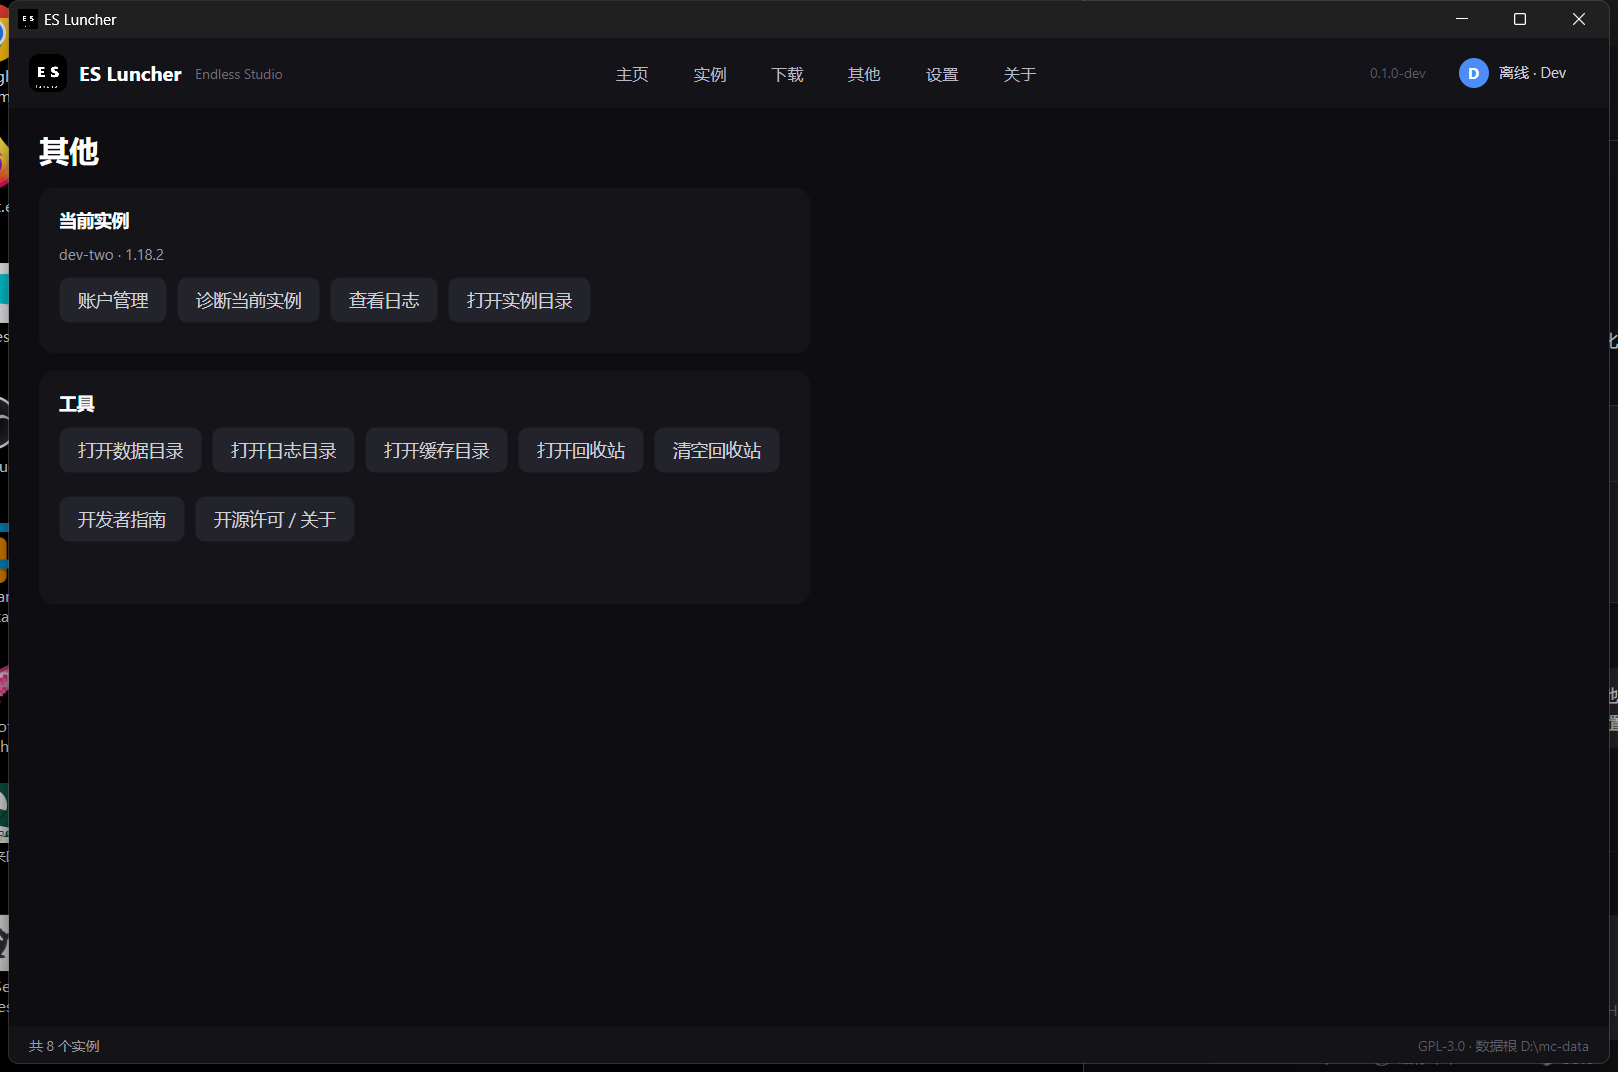 ES Luncher
ES Luncher Endless Studio 主页 实例 下载 其他 设置 关于 0.1.0-dev D 离线 · Dev
其他
当前实例
dev-two · 1.18.2
账户管理 诊断当前实例 查看日志 打开实例目录
工具
打开数据目录 打开日志目录 打开缓存目录 打开回收站 清空回收站
开发者指南 开源许可 / 关于
共 8 个实例 GPL-3.0 · 数据根 D:\mc-data